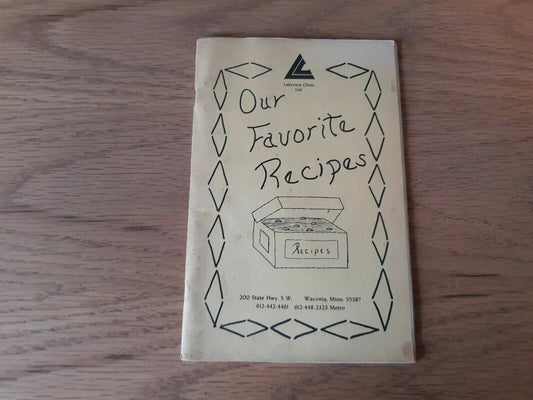 Lakeview Clinic
Ltd.
Our
Favorite
Recipes
Recipes
200 State Hwy. 5 W. Waconia, Minn. 55387
612-442-4461 612-448-2323 Metro